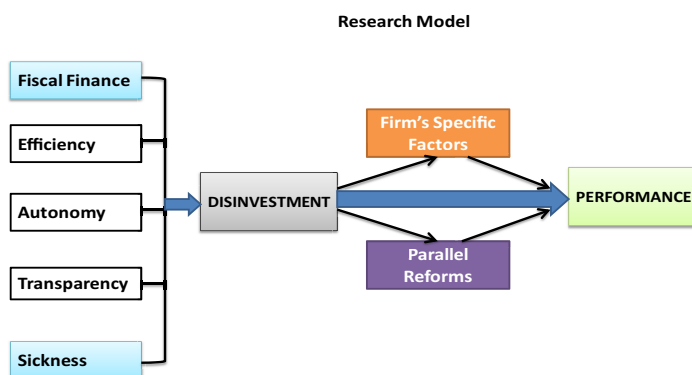 Research Model
Fiscal Finance
Efficiency
Autonomy
Transparency
Sickness
DISINVESTMENT
Firm's Specific
Factors
Parallel
Reforms
PERFORMANCE